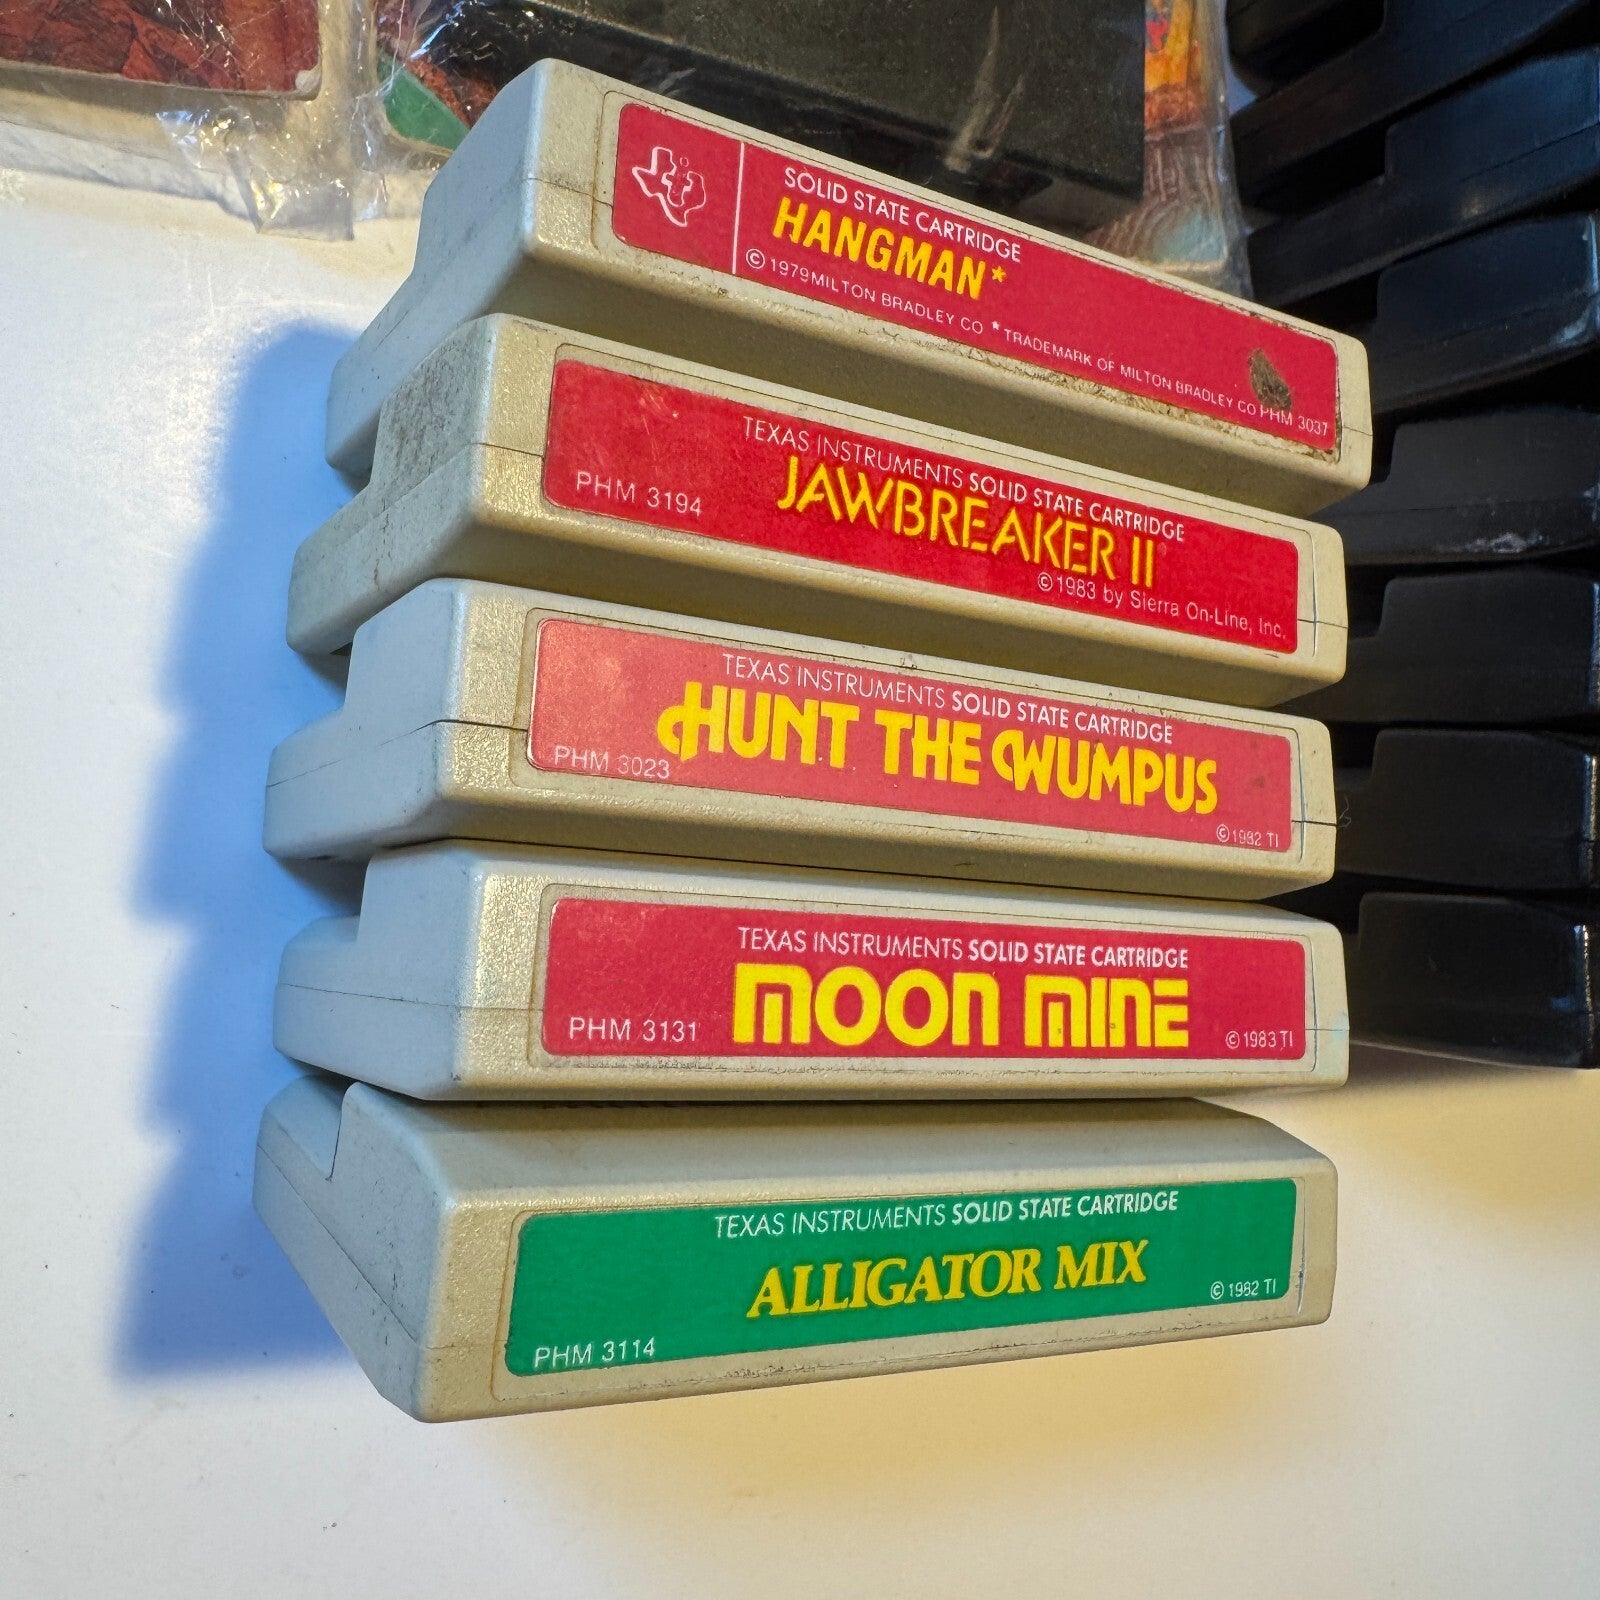 SOLID STATE CARTRIDGE
HANGMAN*
© 1979 MILTON BRADLEY CO *TRADEMARK OF MILTON BRADLEY CO PHM 3037
TEXAS INSTRUMENTS SOLID STATE CARTRIDGE
PHM 3194 JAWBREAKER II
© 1983 by Sierra On-Line, Inc.
TEXAS INSTRUMENTS SOLID STATE CARTRIDGE
PHM 3023 HUNT THE WUMPUS
© 1982 TI
TEXAS INSTRUMENTS SOLID STATE CARTRIDGE
PHM 3131 MOON MINE © 1983 TI
TEXAS INSTRUMENTS SOLID STATE CARTRIDGE
ALLIGATOR MIX © 1982 TI
PHM 3114